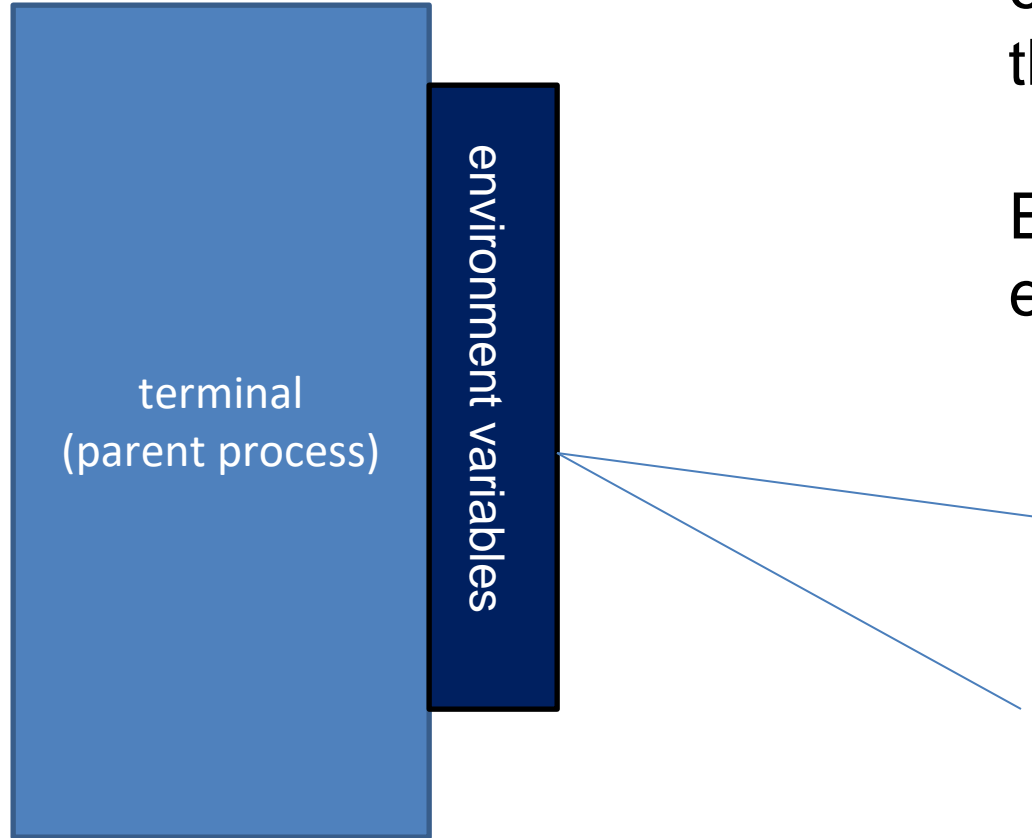 terminal
(parent process)
environment variables